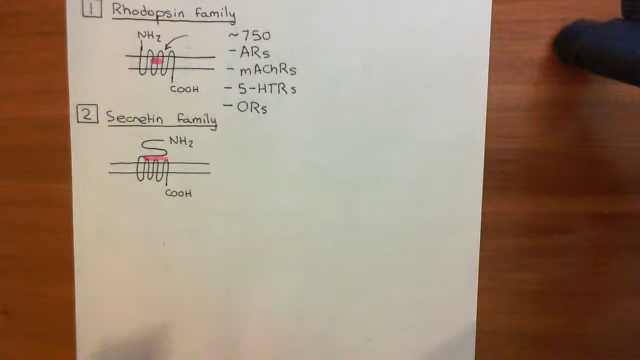 1 Rhodopsin family
NH2
COOH
~750
- ARs
- mAChRs
- 5-HTRs
- ORs
2 Secretin family
NH2
COOH